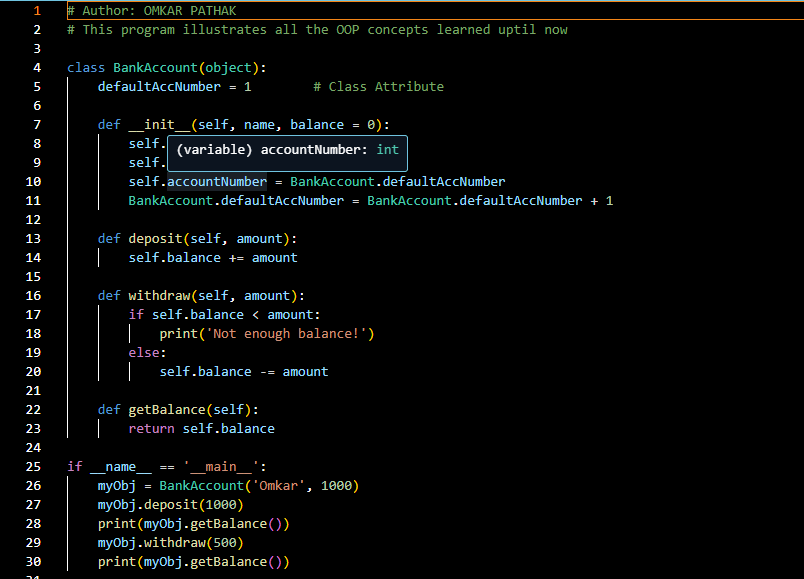 1 # Author: OMKAR PATHAK
2 # This program illustrates all the OOP concepts learned uptil now
3
4 class BankAccount(object):
5     defaultAccNumber = 1        # Class Attribute
6
7     def __init__(self, name, balance = 0):
8         self.
(variable) accountNumber: int
9         self.
10         self.accountNumber = BankAccount.defaultAccNumber
11         BankAccount.defaultAccNumber = BankAccount.defaultAccNumber + 1
12
13     def deposit(self, amount):
14         self.balance += amount
15
16     def withdraw(self, amount):
17         if self.balance < amount:
18             print('Not enough balance!')
19         else:
20             self.balance -= amount
21
22     def getBalance(self):
23         return self.balance
24
25 if __name__ == '__main__':
26     myObj = BankAccount('Omkar', 1000)
27     myObj.deposit(1000)
28     print(myObj.getBalance())
29     myObj.withdraw(500)
30     print(myObj.getBalance())